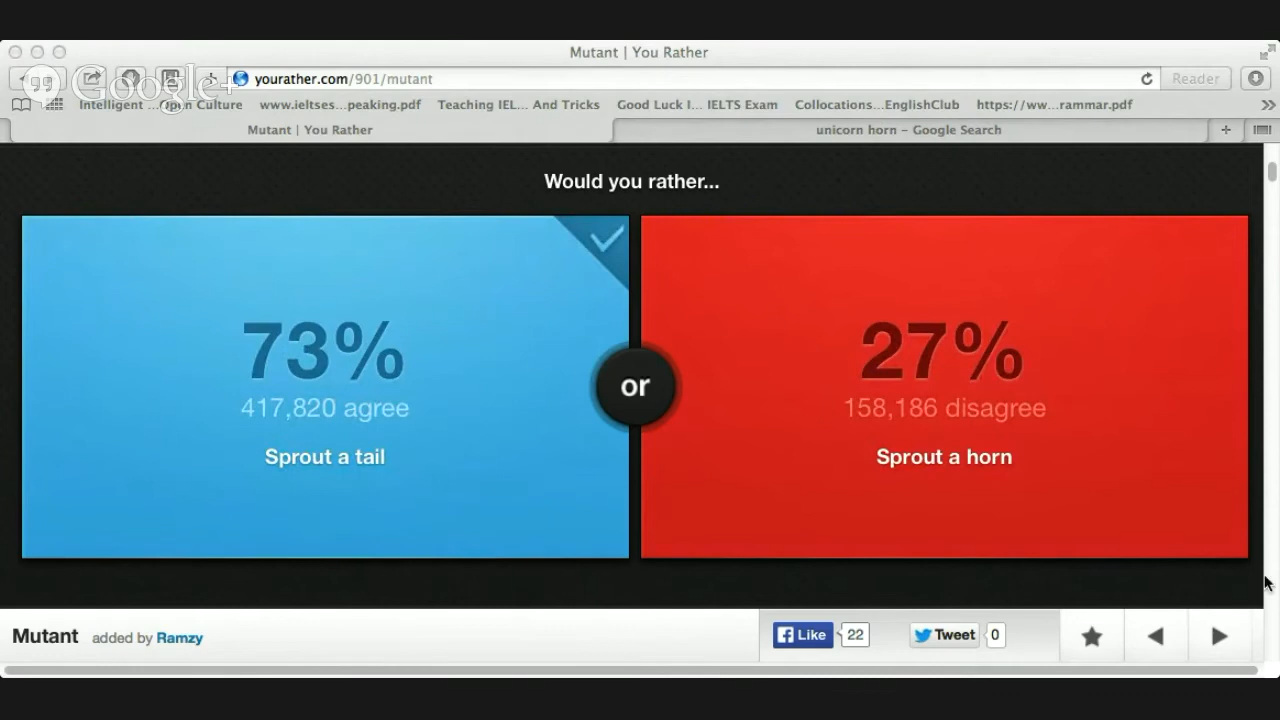 Mutant | You Rather
Google+
yourather.com/901/mutant
Reader
Intelligent ...Open Culture
www.ieltses...peaking.pdf
Teaching IEL... And Tricks
Good Luck I... IELTS Exam
Collocations...EnglishClub
https://ww...rammar.pdf
Mutant | You Rather
unicorn horn – Google Search
Would you rather...
73%
417,820 agree
Sprout a tail
or
27%
158,186 disagree
Sprout a horn
Mutant added by Ramzy
Like 22
Tweet 0